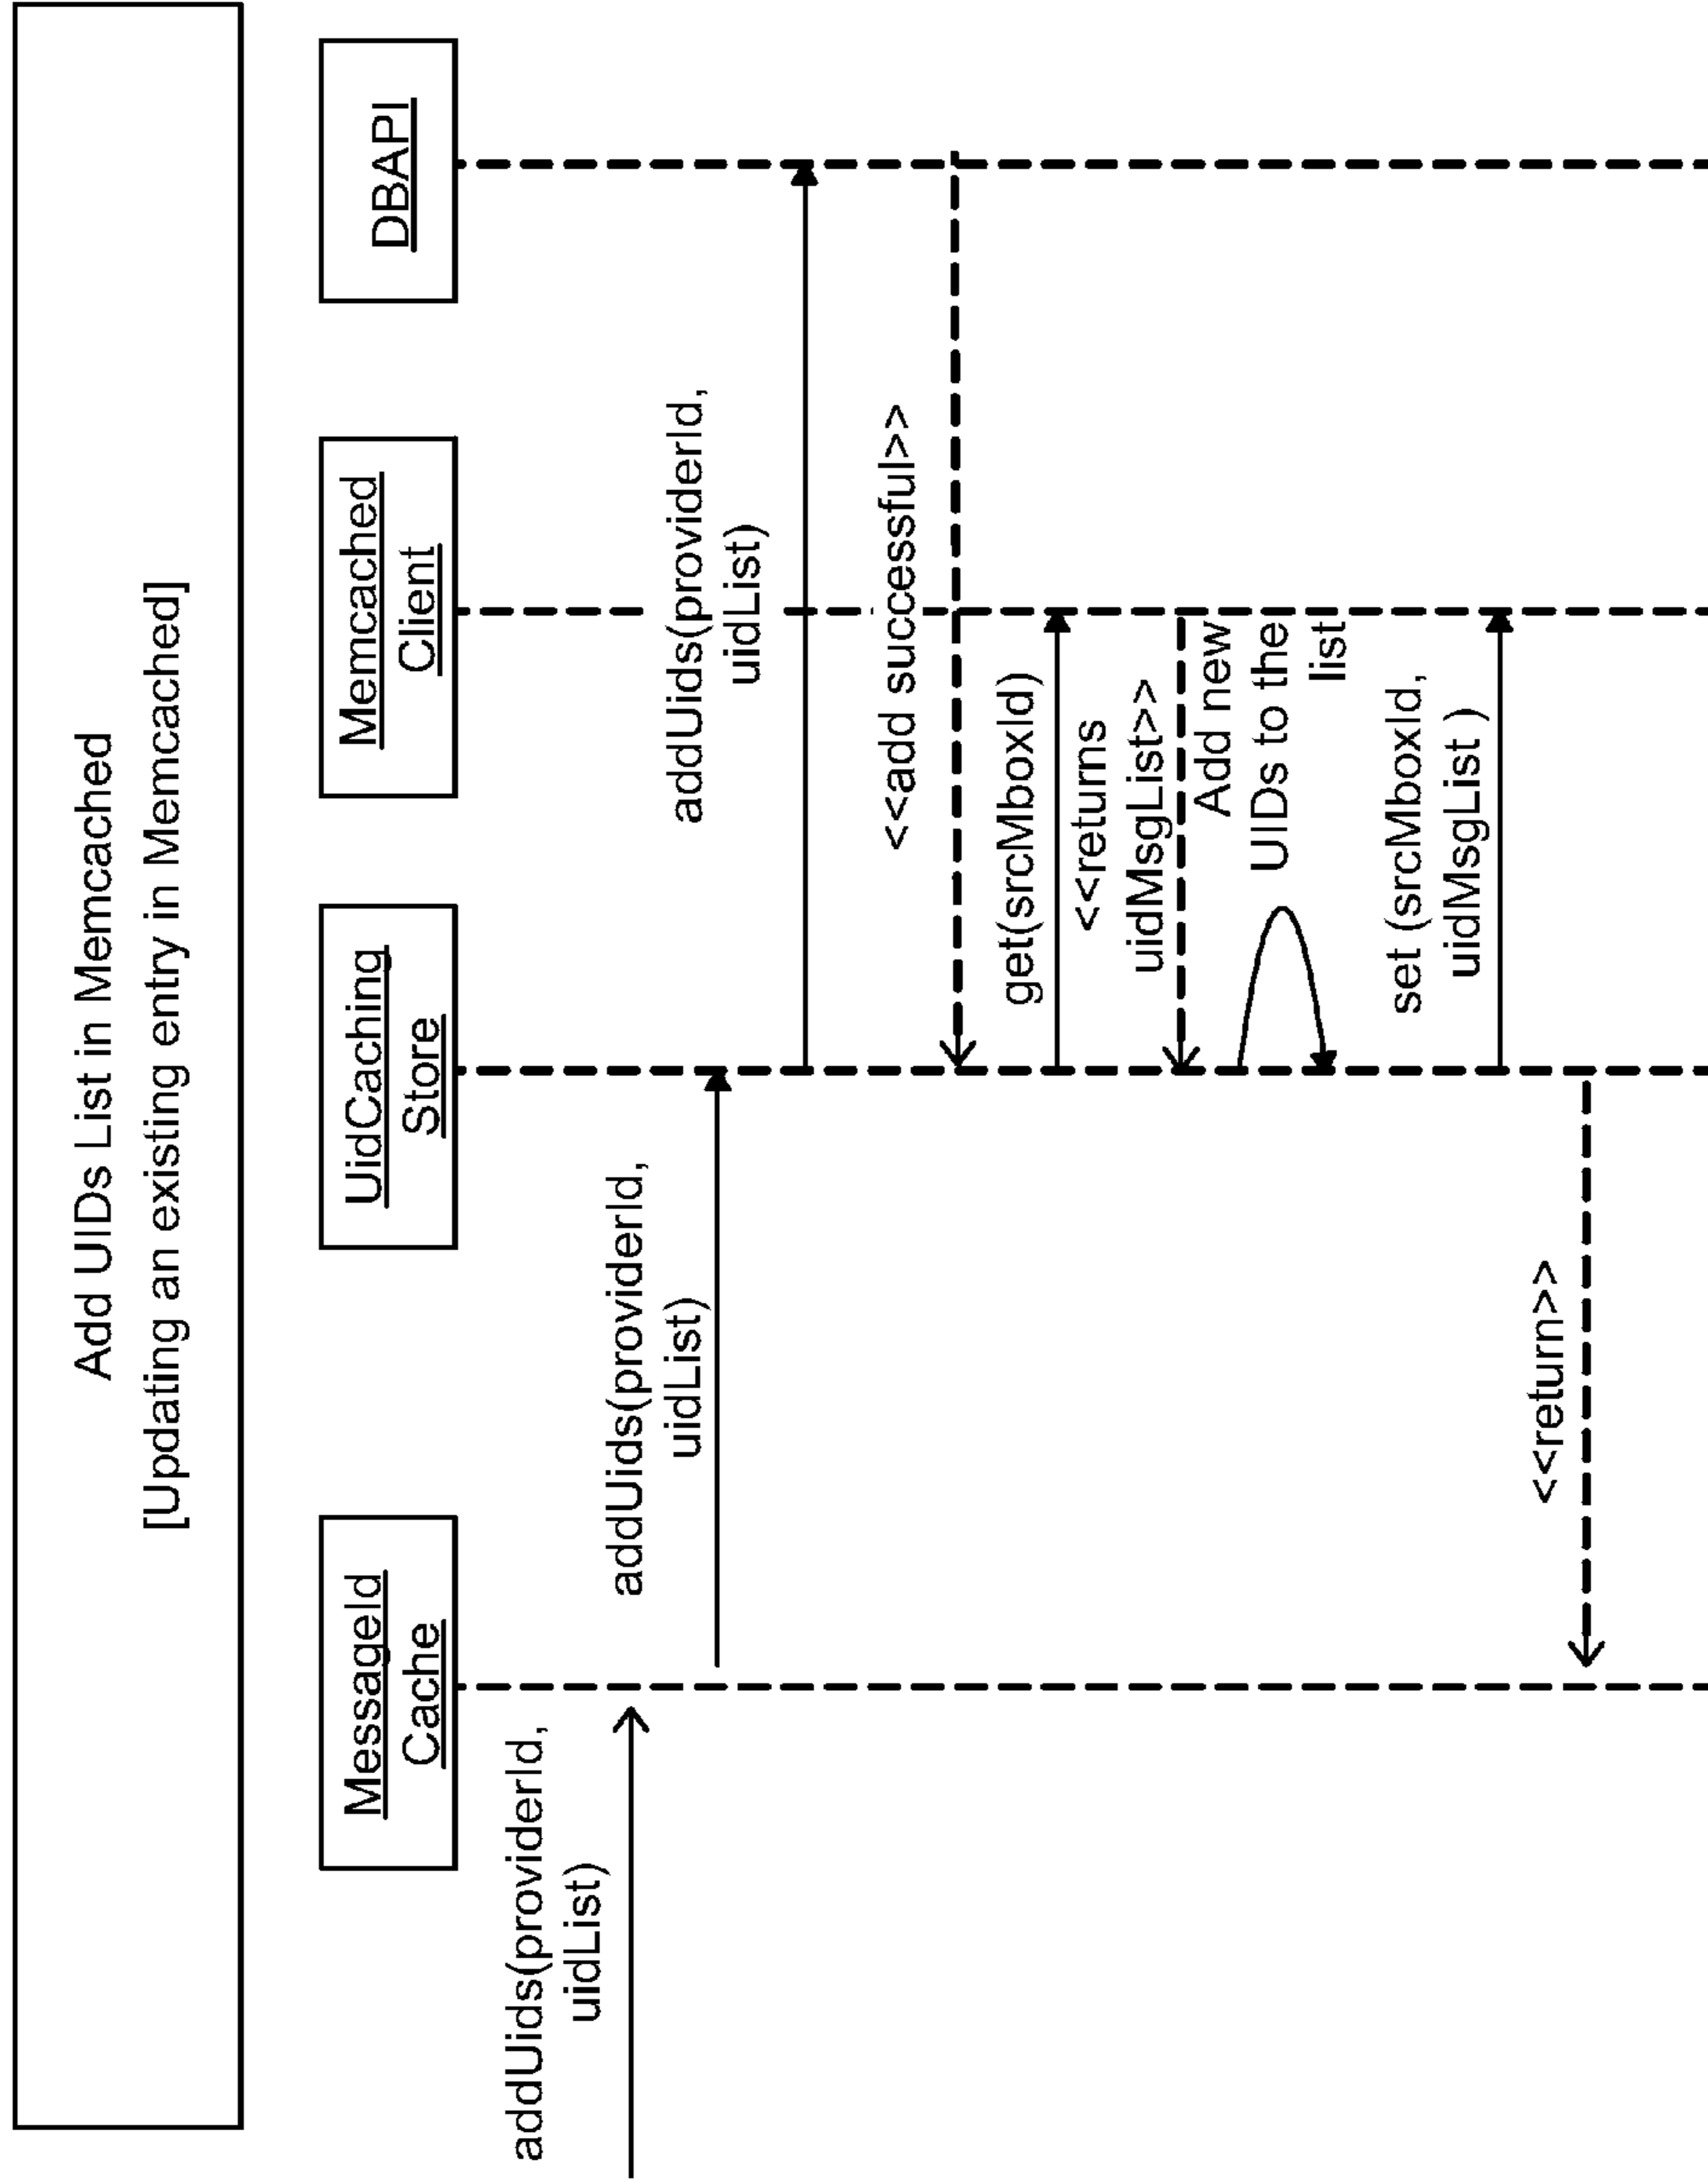 Add UIDs List in Memcached
[Updating an existing entry in Memcached]
MessageId
Cache
UidCaching
Store
Memcached
Client
DBAPI
addUids(providerId,
uidList)
addUids(providerId,
uidList)
addUids(providerId,
uidList)
<<add successful>>
get(srcMboxId)
<<returns
uidMsgList>>
Add new
UIDs to the
list
set (srcMboxId,
uidMsgList )
<<return>>